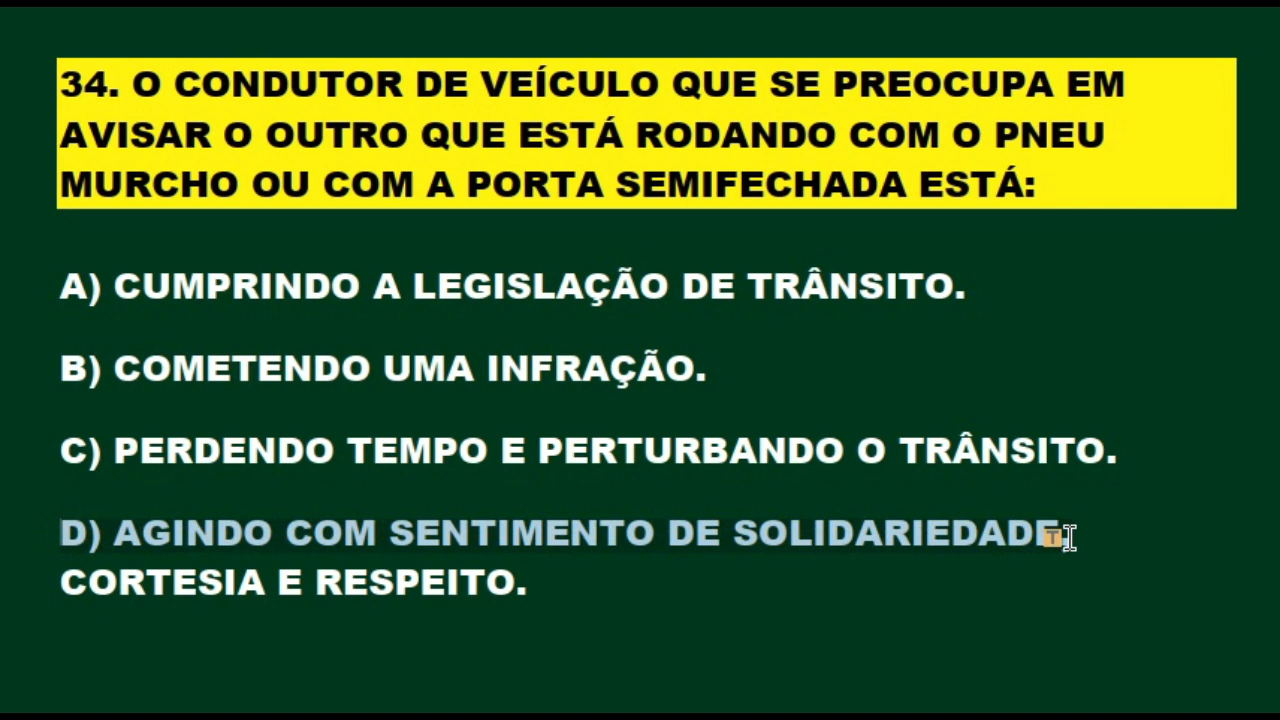 34. O CONDUTOR DE VEÍCULO QUE SE PREOCUPA EM
AVISAR O OUTRO QUE ESTÁ RODANDO COM O PNEU
MURCHO OU COM A PORTA SEMIFECHADA ESTÁ:
A) CUMPRINDO A LEGISLAÇÃO DE TRÂNSITO.
B) COMETENDO UMA INFRAÇÃO.
C) PERDENDO TEMPO E PERTURBANDO O TRÂNSITO.
D) AGINDO COM SENTIMENTO DE SOLIDARIEDADE,
CORTESIA E RESPEITO.